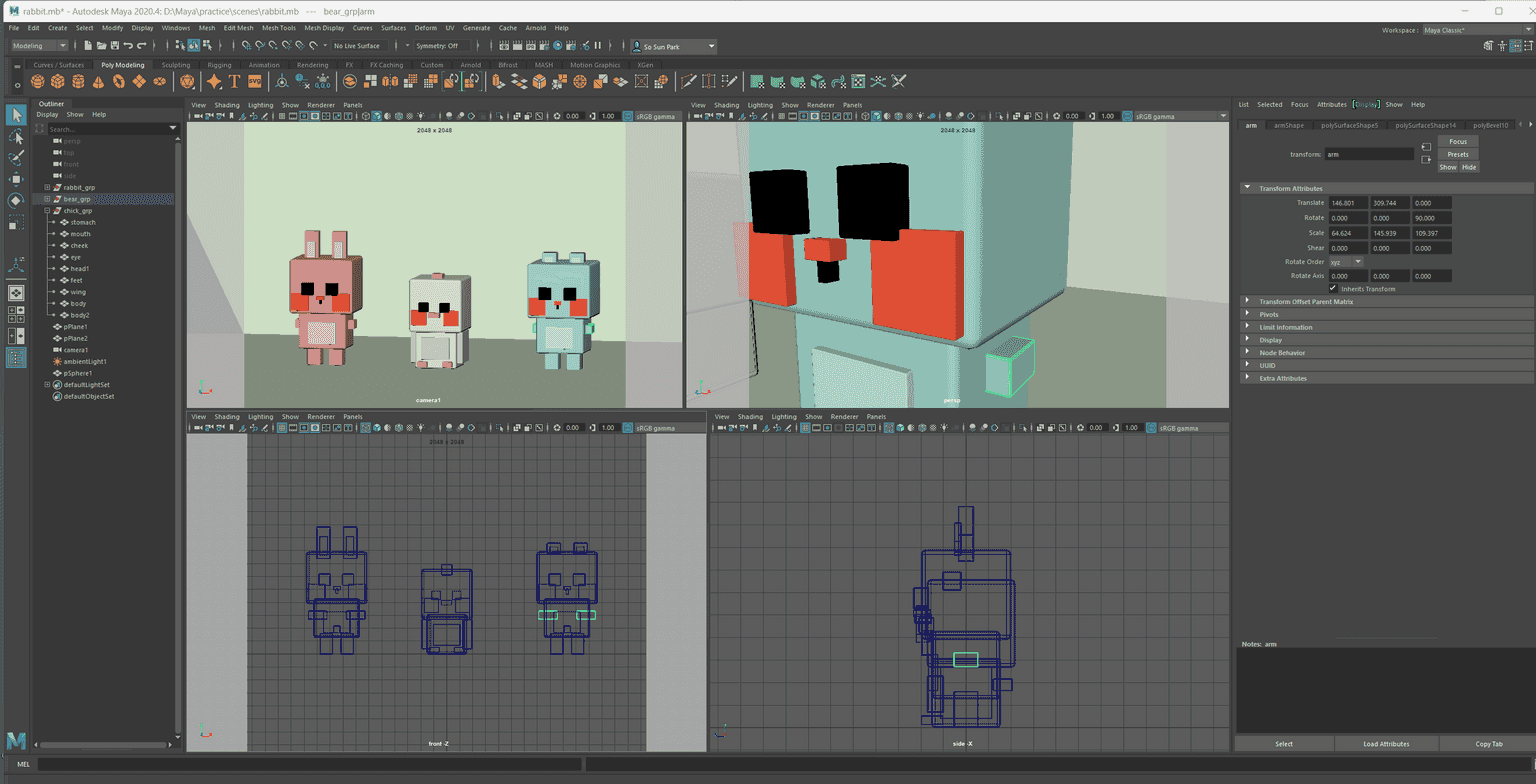 rabbit.mb* - Autodesk Maya 2020.4: D:\Maya\practice\scenes\rabbit.mb   ---   bear_grp|arm
File Edit Create Select Modify Display Windows Mesh Edit Mesh Mesh Tools Mesh Display Curves Surfaces Deform UV Generate Cache Arnold Help
Workspace : Maya Classic*
Modeling No Live Surface Symmetry: Off So Sun Park
Curves / Surfaces Poly Modeling Sculpting Rigging Animation Rendering FX FX Caching Custom Arnold Bifrost MASH Motion Graphics XGen
Outliner
Display Show Help
Search...
persp
top
front
side
rabbit_grp
bear_grp
chick_grp
stomach
mouth
cheek
eye
head1
feet
wing
body
body2
pPlane1
pPlane2
camera1
ambientLight1
pSphere1
defaultLightSet
defaultObjectSet
View Shading Lighting Show Renderer Panels
0.00 1.00 sRGB gamma
2048 x 2048
camera1
View Shading Lighting Show Renderer Panels
0.00 1.00 sRGB gamma
2048 x 2048
persp
View Shading Lighting Show Renderer Panels
0.00 1.00 sRGB gamma
2048 x 2048
front -Z
View Shading Lighting Show Renderer Panels
0.00 1.00 sRGB gamma
side -X
List Selected Focus Attributes Display Show Help
arm armShape polySurfaceShape5 polySurfaceShape14 polyBevel10
transform: arm
Focus
Presets
Show Hide
Transform Attributes
Translate 146.801 309.744 0.000
Rotate 0.000 0.000 90.000
Scale 64.624 145.939 109.397
Shear 0.000 0.000 0.000
Rotate Order xyz
Rotate Axis 0.000 0.000 0.000
Inherits Transform
Transform Offset Parent Matrix
Pivots
Limit Information
Display
Node Behavior
UUID
Extra Attributes
Notes: arm
Select Load Attributes Copy Tab
MEL